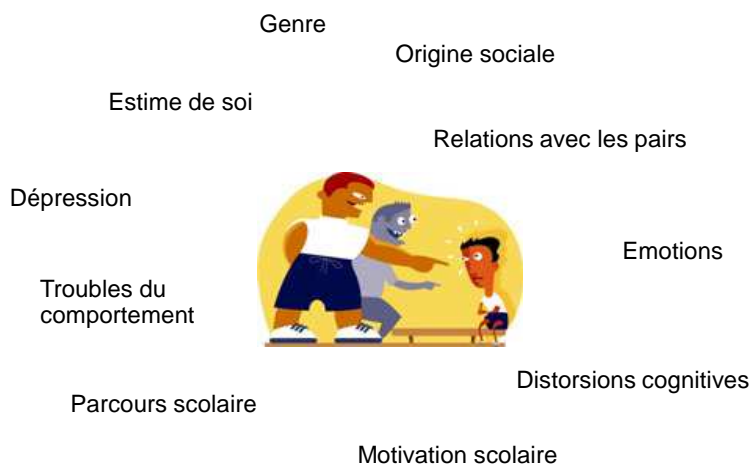 Genre
Origine sociale
Estime de soi
Relations avec les pairs
Dépression
Emotions
Troubles du
comportement
Distorsions cognitives
Parcours scolaire
Motivation scolaire